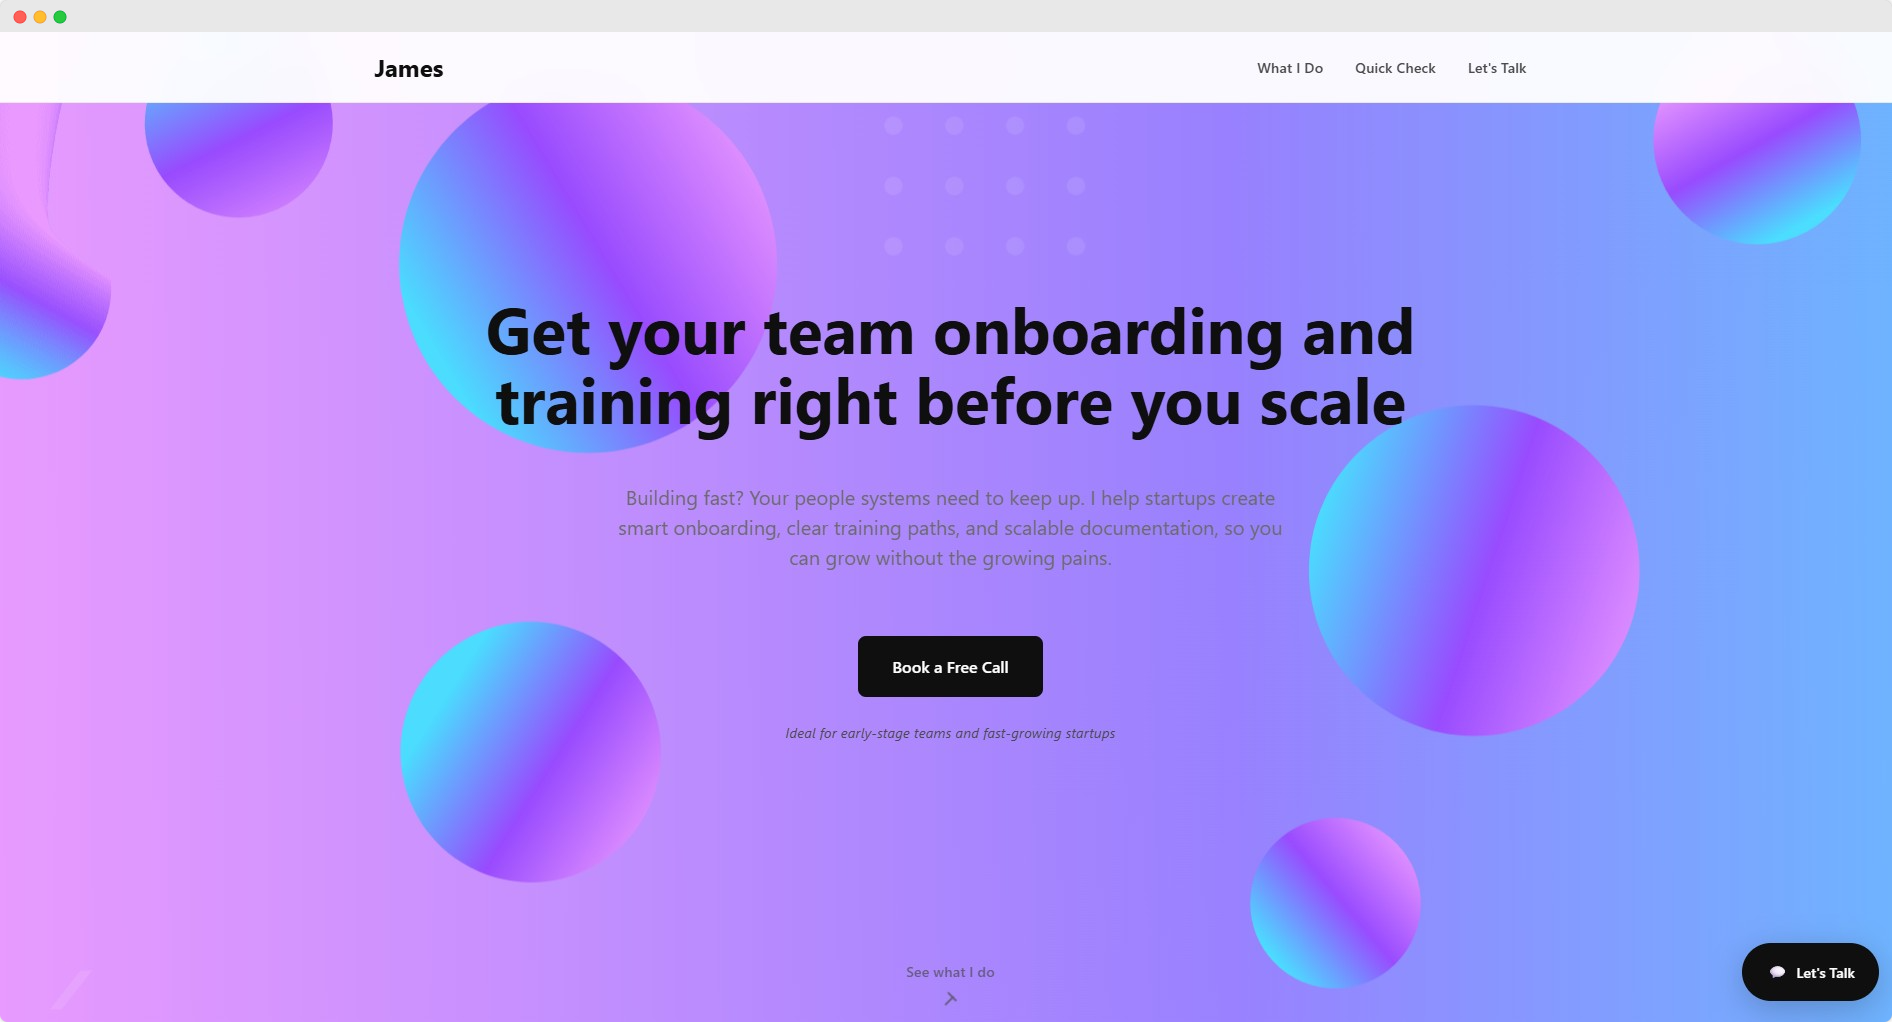 James
What I Do
Quick Check
Let's Talk
Get your team onboarding and
training right before you scale
Building fast? Your people systems need to keep up. I help startups create
smart onboarding, clear training paths, and scalable documentation, so you
can grow without the growing pains.
Book a Free Call
Ideal for early-stage teams and fast-growing startups
See what I do
Let's Talk